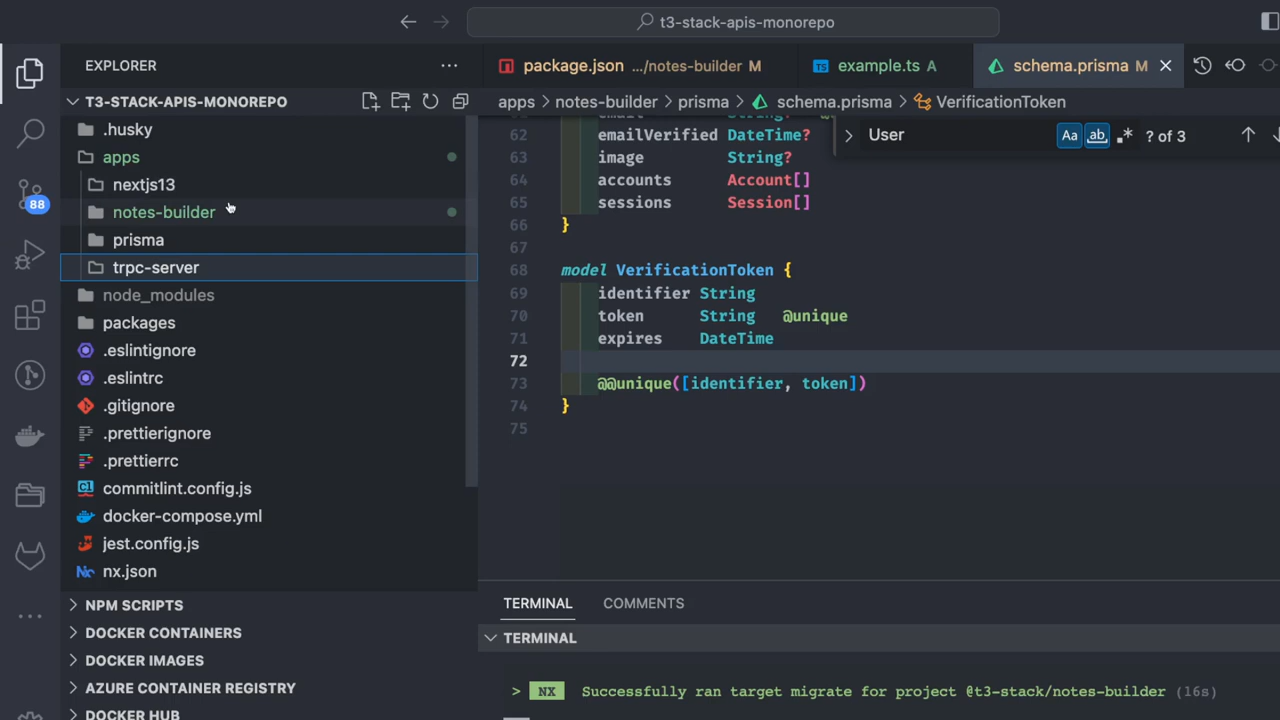 t3-stack-apis-monorepo
EXPLORER
package.json .../notes-builder M
example.ts A
schema.prisma M
T3-STACK-APIS-MONOREPO
apps > notes-builder > prisma > schema.prisma > VerificationToken
User
Aa
ab
? of 3
.husky
apps
nextjs13
notes-builder
prisma
trpc-server
node_modules
packages
.eslintignore
.eslintrc
.gitignore
.prettierignore
.prettierrc
commitlint.config.js
docker-compose.yml
jest.config.js
nx.json
88
NPM SCRIPTS
DOCKER CONTAINERS
DOCKER IMAGES
AZURE CONTAINER REGISTRY
DOCKER HUB
62 emailVerified DateTime?
63 image String?
64 accounts Account[]
65 sessions Session[]
66 }
67
68 model VerificationToken {
69 identifier String
70 token String @unique
71 expires DateTime
72
73 @@unique([identifier, token])
74 }
75
TERMINAL COMMENTS
TERMINAL
> NX Successfully ran target migrate for project @t3-stack/notes-builder (16s)